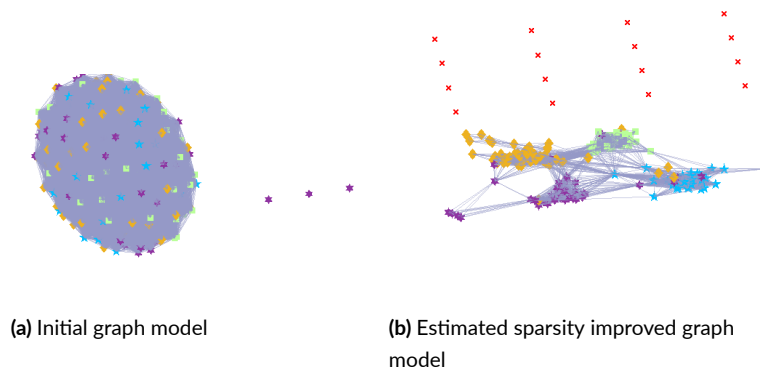 (a) Initial graph model
(b) Estimated sparsity improved graph
model